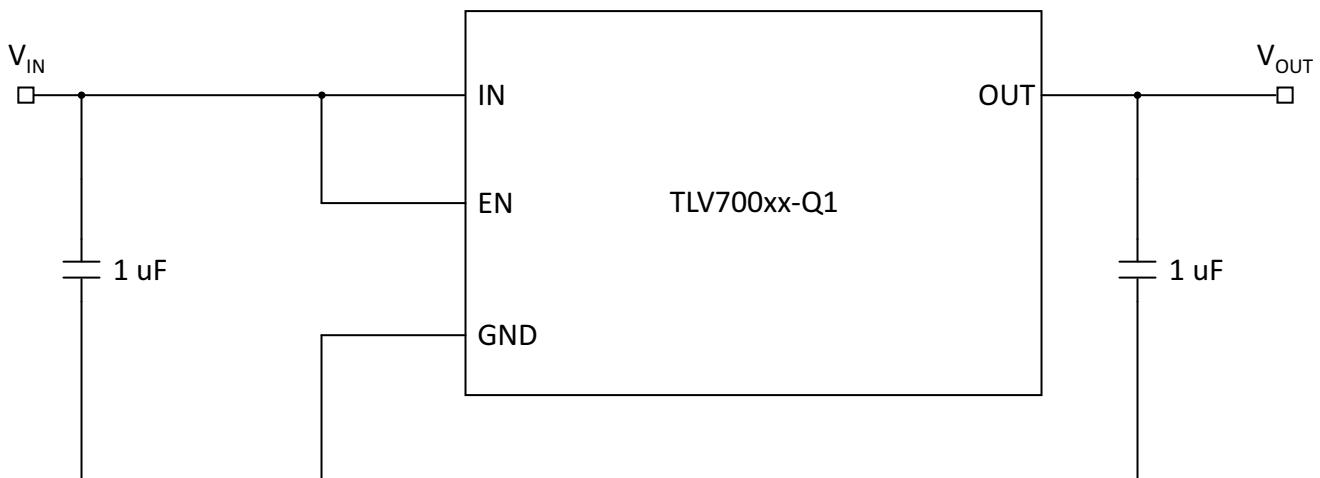 VIN
VOUT
IN
OUT
EN
TLV700xx-Q1
1 uF
1 uF
GND